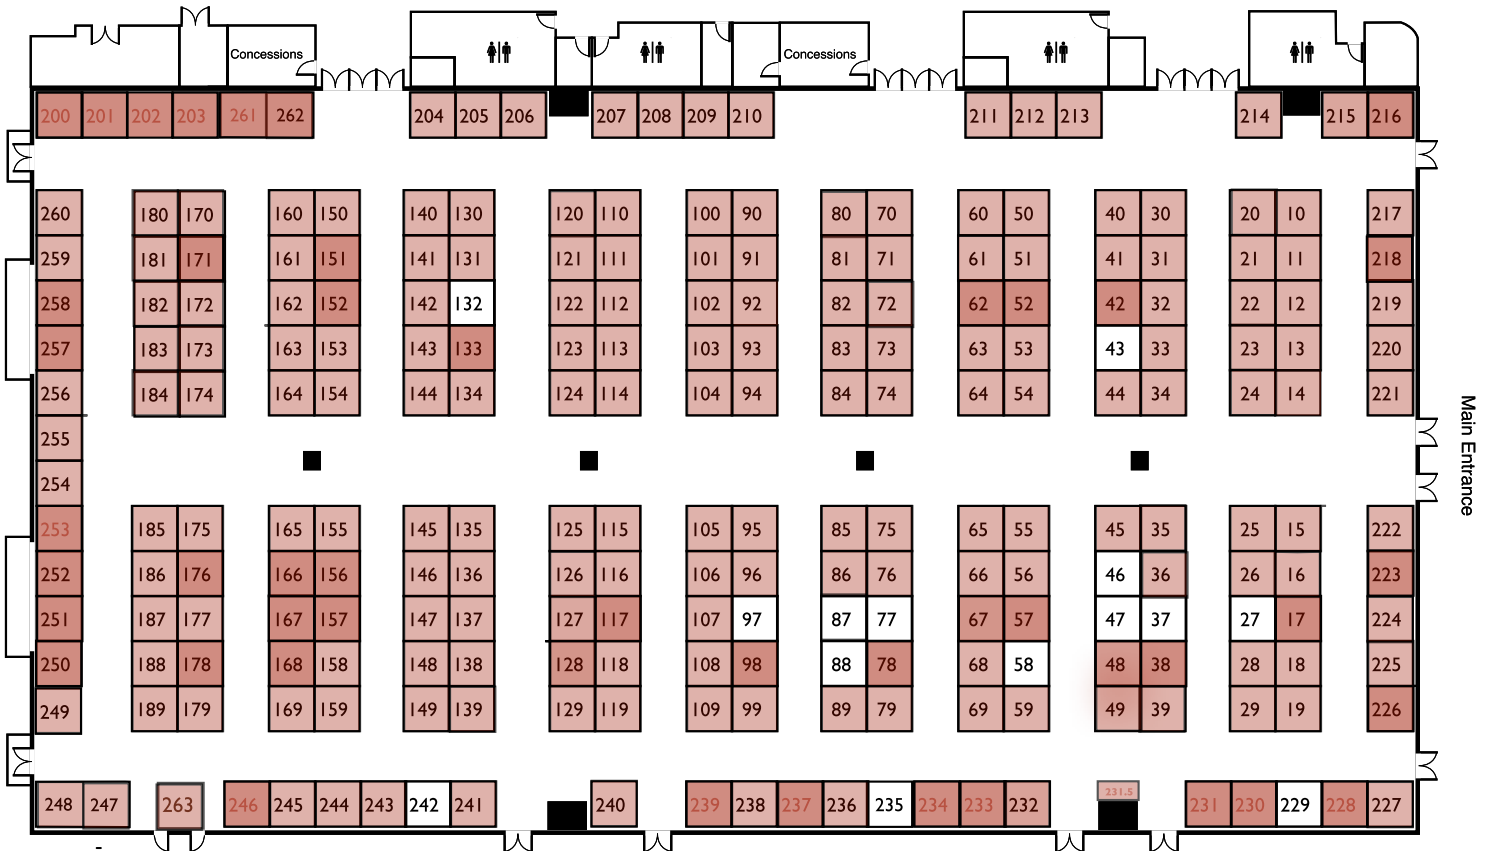 Concessions
Concessions
200 201 202 203 261 262 204 205 206 207 208 209 210 211 212 213 214 215 216
260 180 170 160 150 140 130 120 110 100 90 80 70 60 50 40 30 20 10 217
259 181 171 161 151 141 131 121 111 101 91 81 71 61 51 41 31 21 11 218
258 182 172 162 152 142 132 122 112 102 92 82 72 62 52 42 32 22 12 219
257 183 173 163 153 143 133 123 113 103 93 83 73 63 53 43 33 23 13 220
256 184 174 164 154 144 134 124 114 104 94 84 74 64 54 44 34 24 14 221
255
254
Main Entrance
253 185 175 165 155 145 135 125 115 105 95 85 75 65 55 45 35 25 15 222
252 186 176 166 156 146 136 126 116 106 96 86 76 66 56 46 36 26 16 223
251 187 177 167 157 147 137 127 117 107 97 87 77 67 57 47 37 27 17 224
250 188 178 168 158 148 138 128 118 108 98 88 78 68 58 48 38 28 18 225
249 189 179 169 159 149 139 129 119 109 99 89 79 69 59 49 39 29 19 226
231.5
248 247 263 246 245 244 243 242 241 240 239 238 237 236 235 234 233 232 231 230 229 228 227